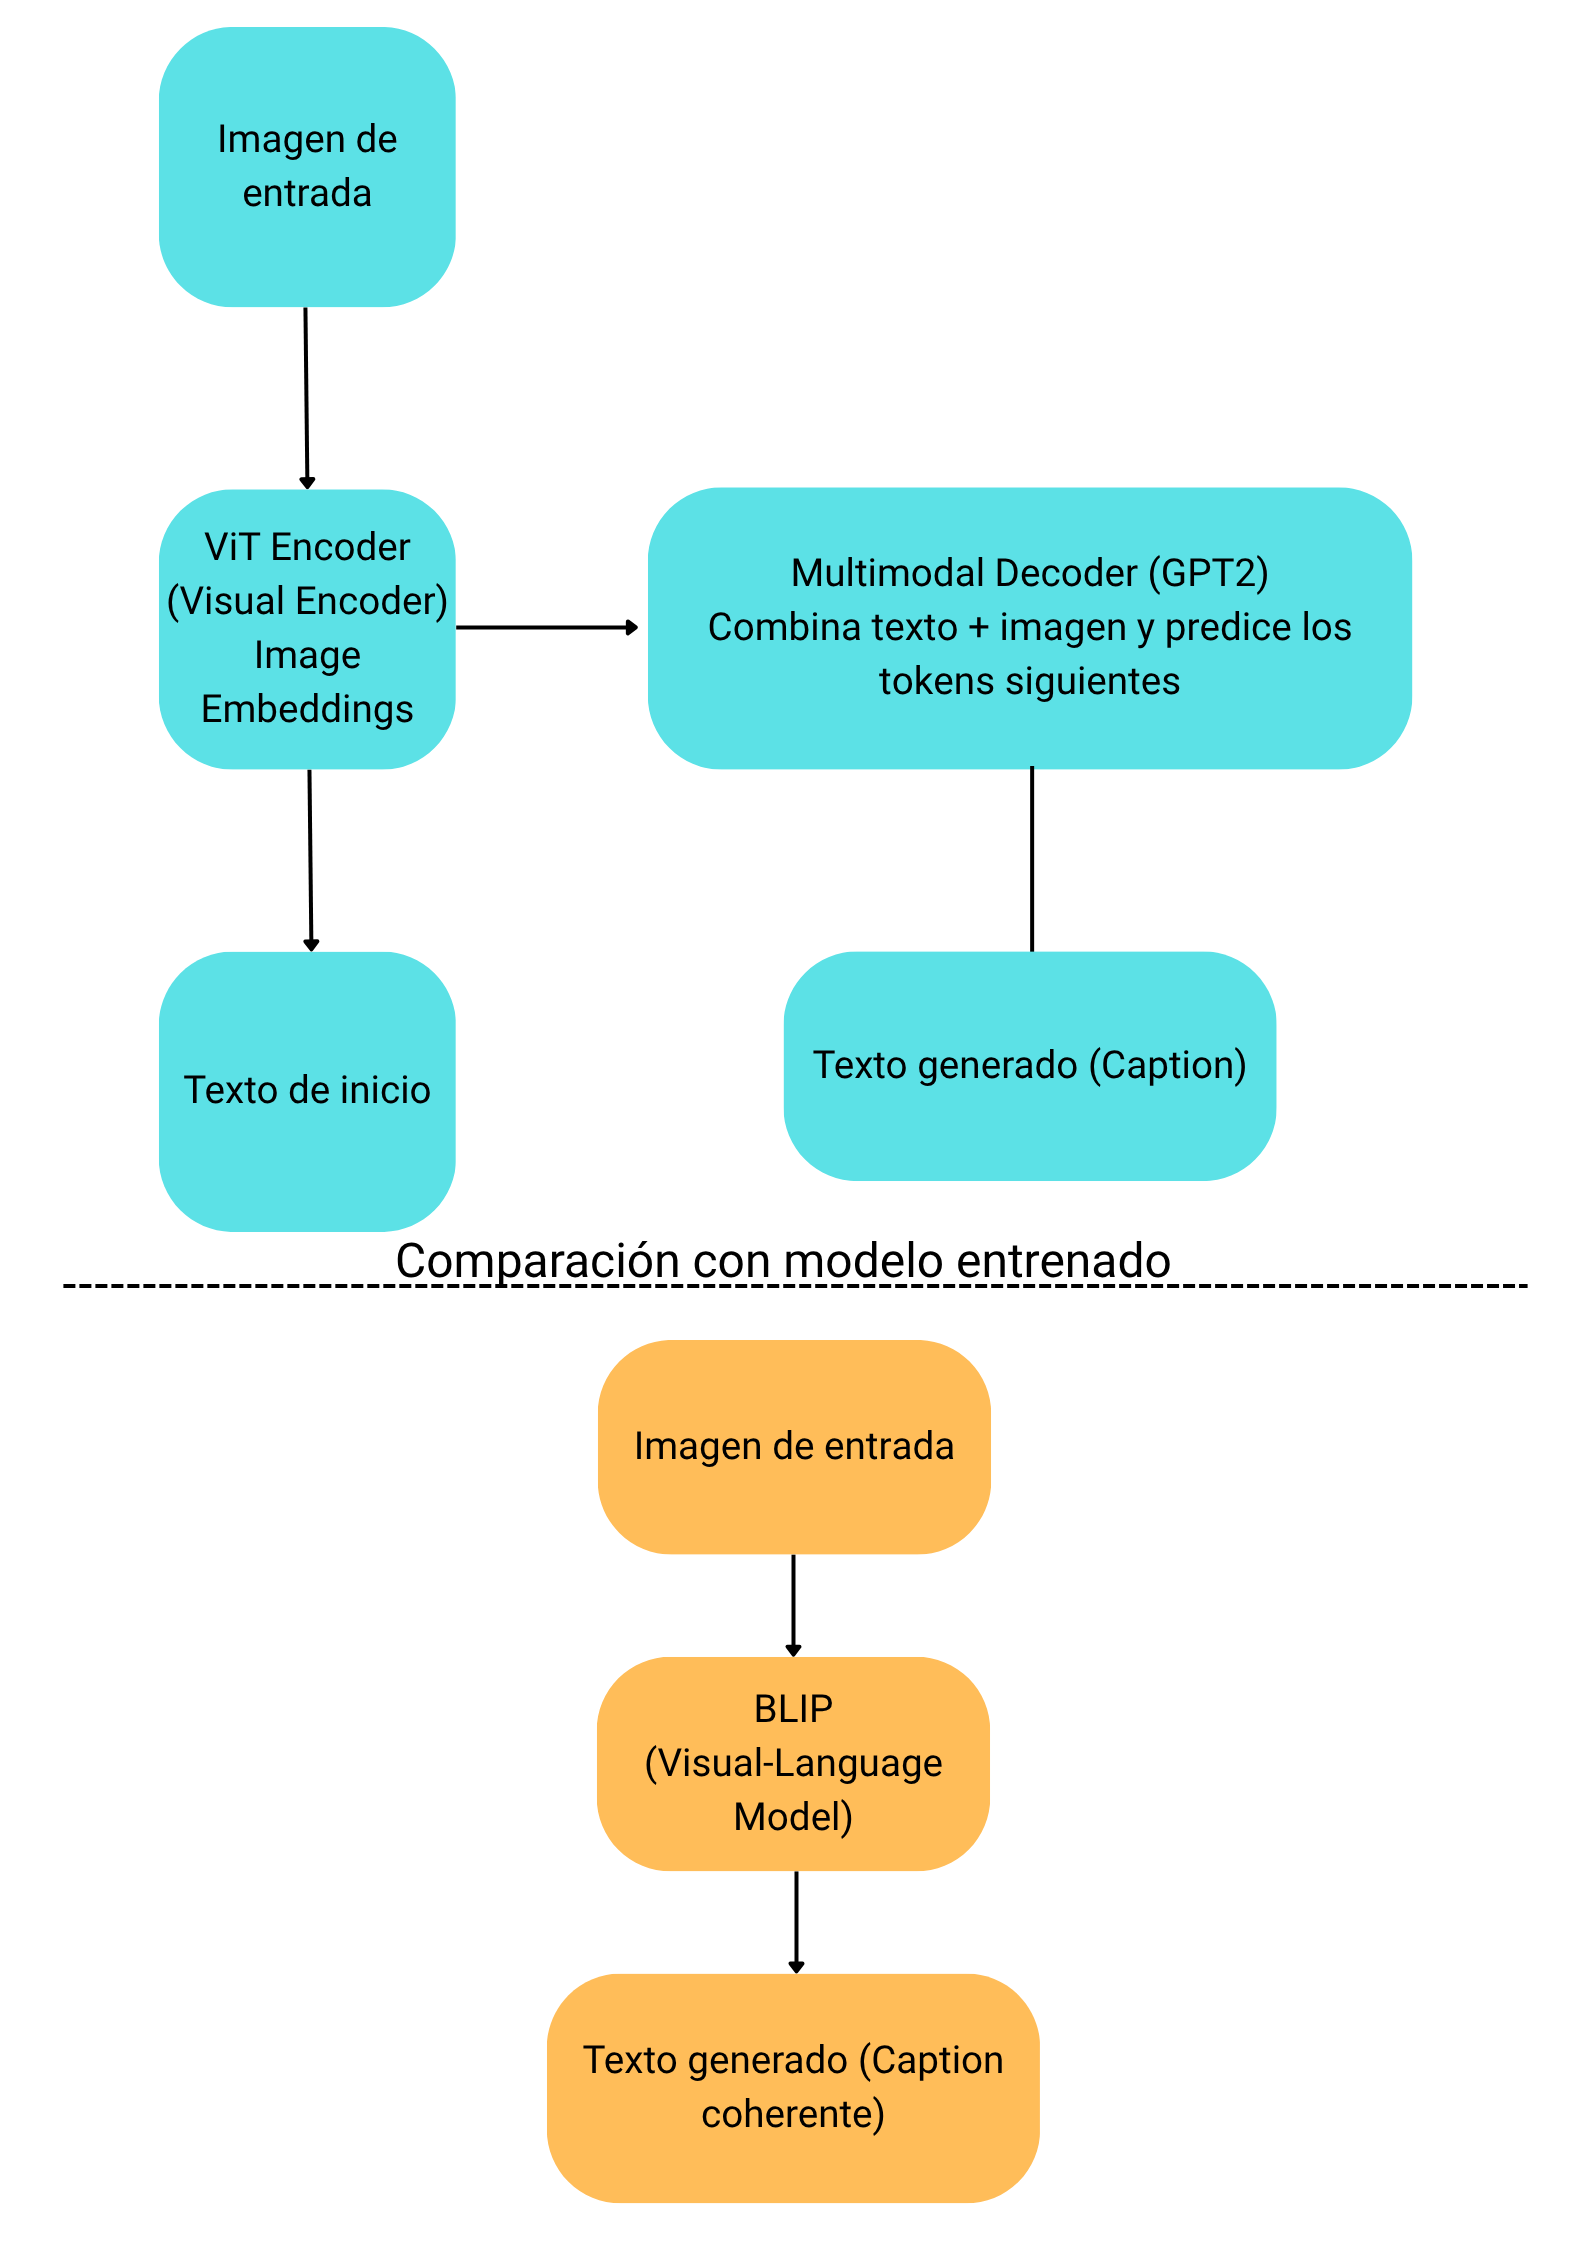 Imagen de
entrada
ViT Encoder
(Visual Encoder)
Image
Embeddings
Multimodal Decoder (GPT2)
Combina texto + imagen y predice los
tokens siguientes
Texto de inicio
Texto generado (Caption)
Comparación con modelo entrenado
Imagen de entrada
BLIP
(Visual-Language
Model)
Texto generado (Caption
coherente)